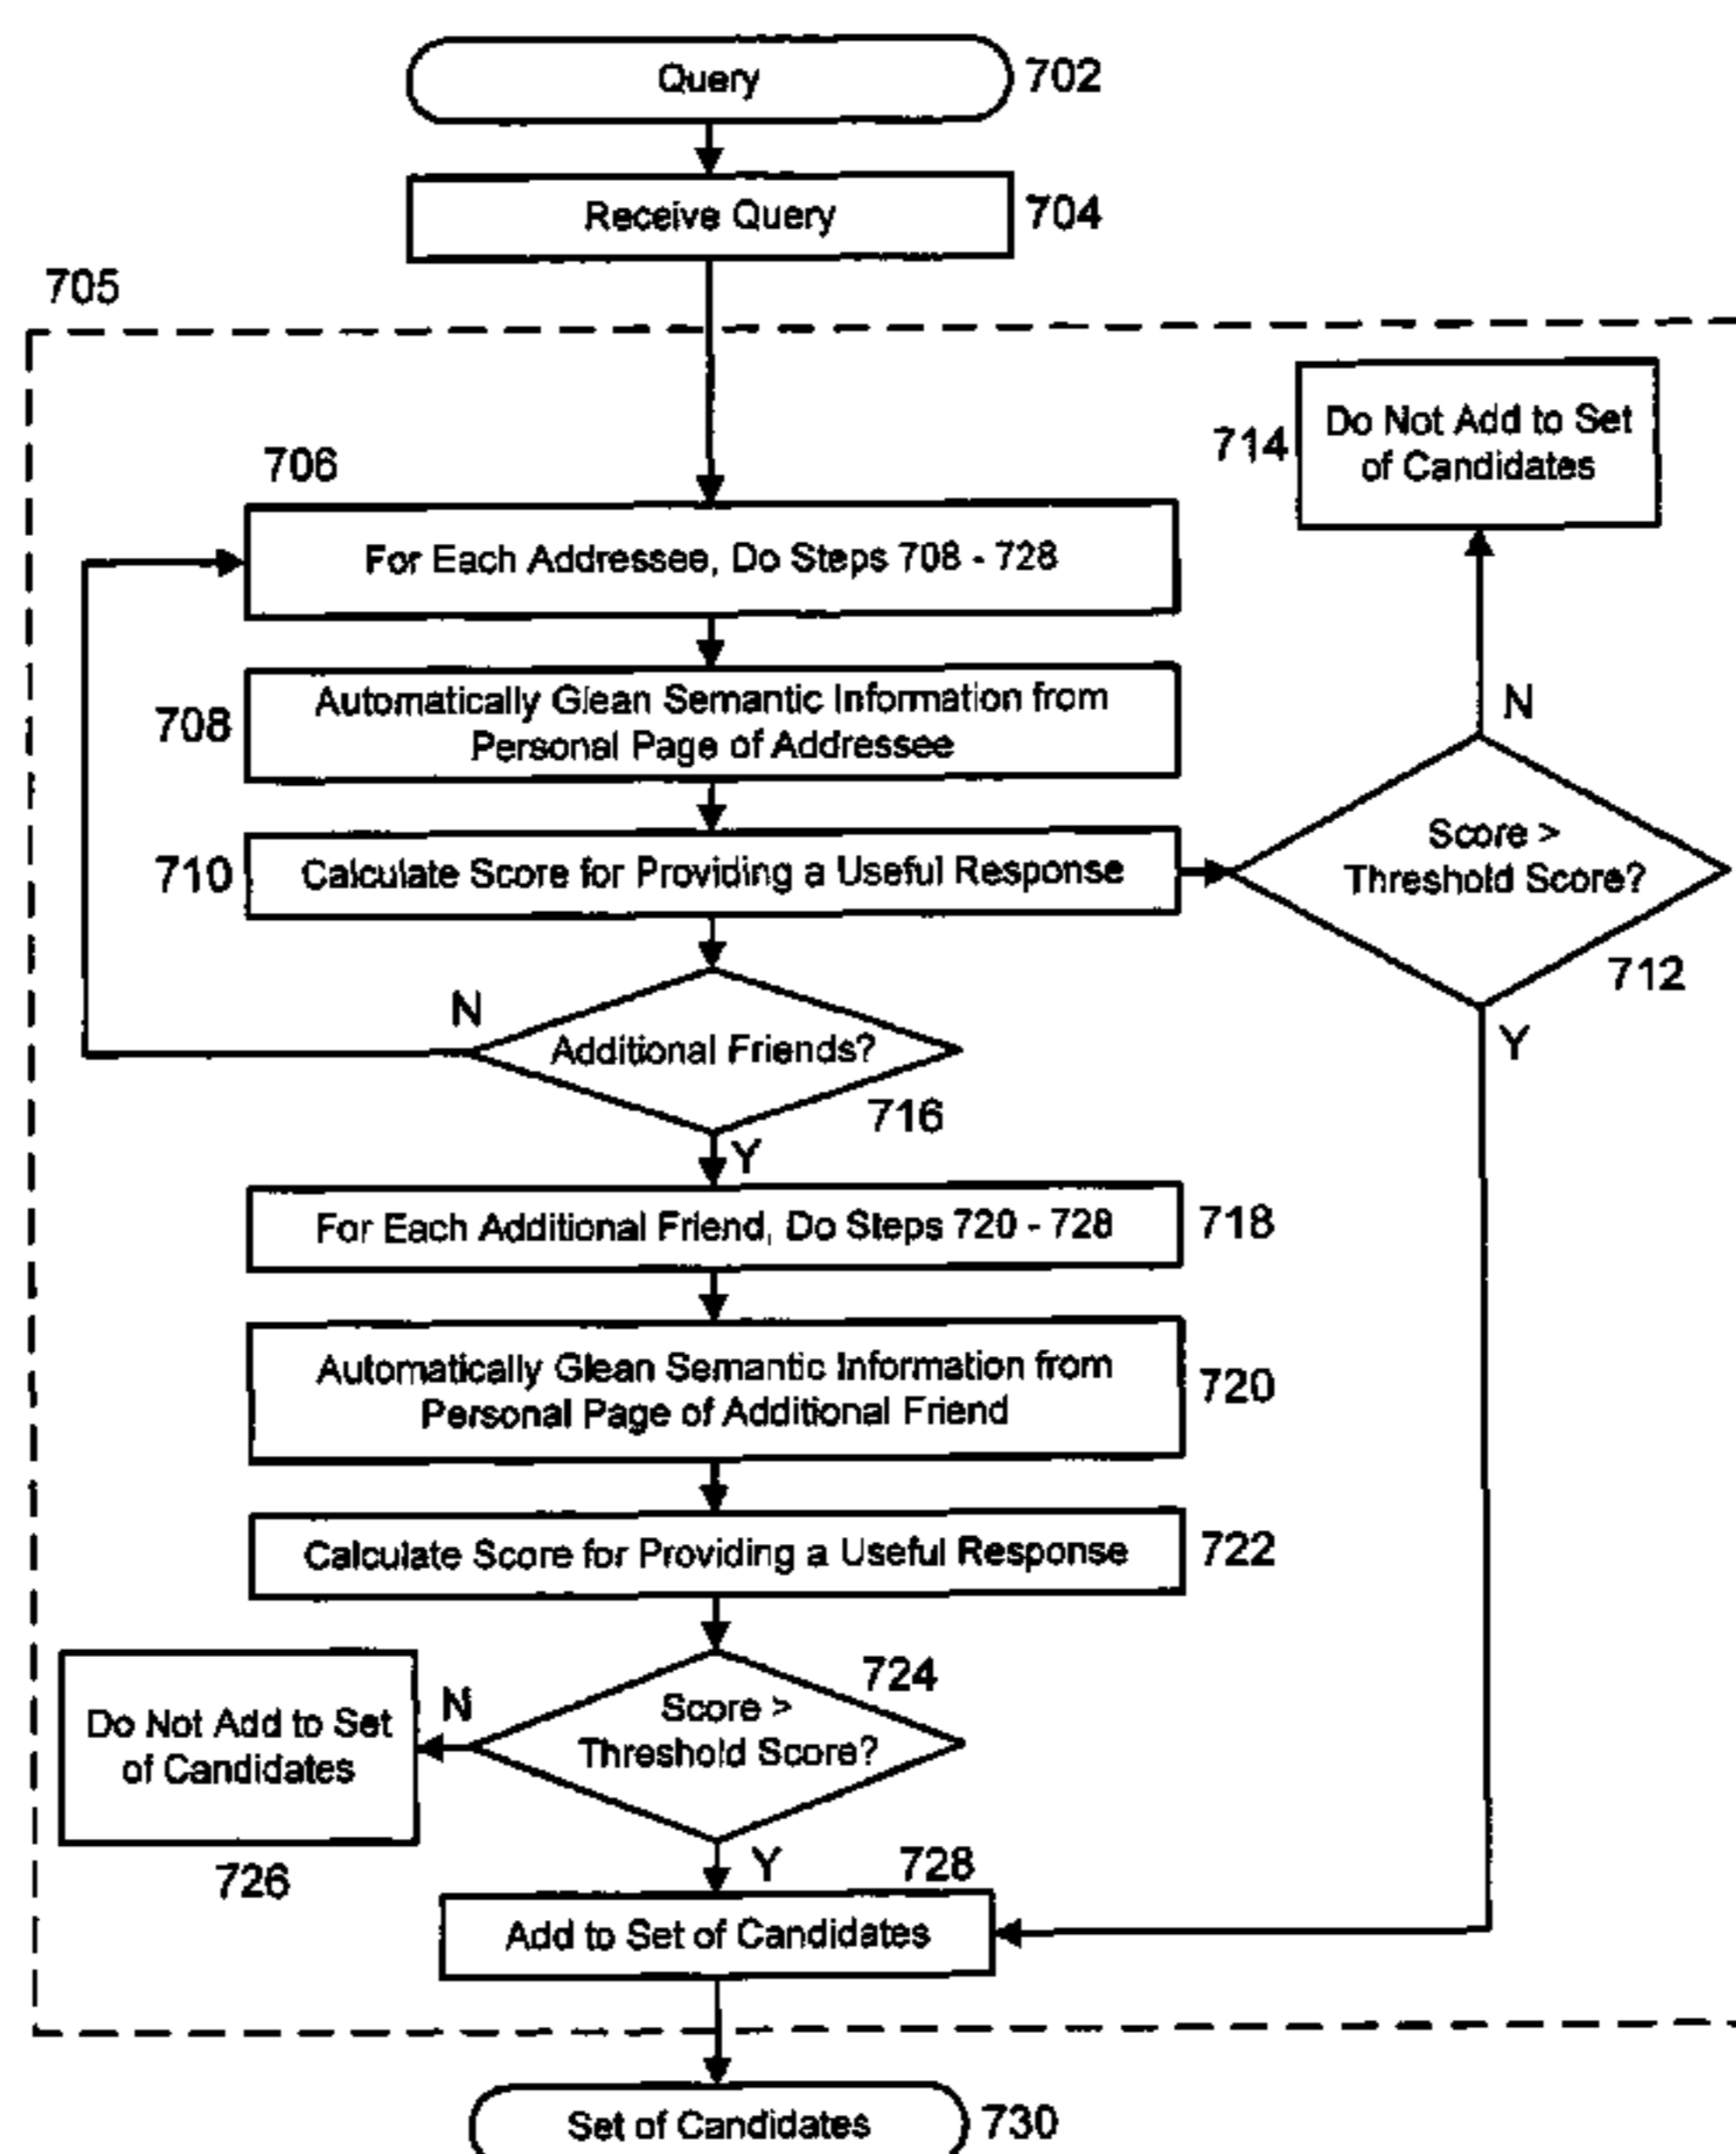 Query
702
Receive Query
704
705
Do Not Add to Set
of Candidates
714
706
For Each Addressee, Do Steps 708 - 728
Automatically Glean Semantic Information from
Personal Page of Addressee
708
N
Score >
Threshold Score?
710
Calculate Score for Providing a Useful Response
712
N
Y
Additional Friends?
716
Y
For Each Additional Friend, Do Steps 720 - 728
718
Automatically Glean Semantic Information from
Personal Page of Additional Friend
720
Calculate Score for Providing a Useful Response
722
724
Score >
Threshold Score?
N
Do Not Add to Set
of Candidates
726
Y
728
Add to Set of Candidates
Set of Candidates
730